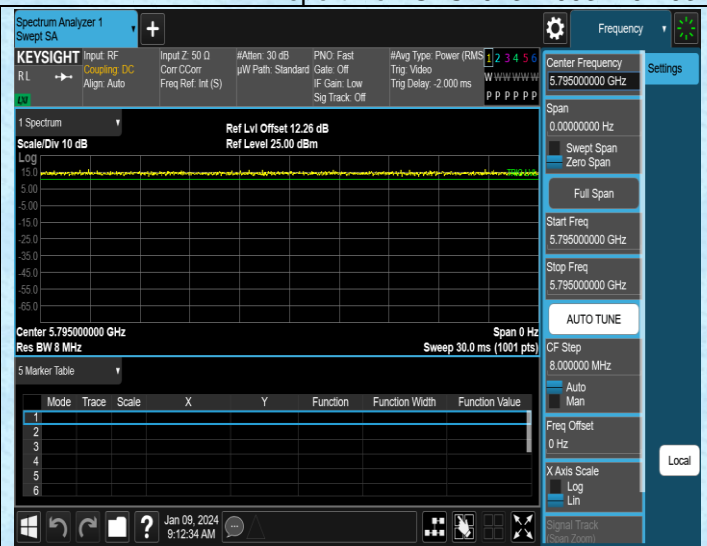 Spectrum Analyzer 1
Swept SA
Frequency
KEYSIGHT
RL
LXI
Input: RF
Coupling: DC
Align: Auto
Input Z: 50 Ω
Corr CCorr
Freq Ref: Int (S)
#Atten: 30 dB
µW Path: Standard
PNO: Fast
Gate: Off
IF Gain: Low
Sig Track: Off
#Avg Type: Power (RMS
Trig: Video
Trig Delay: -2.000 ms
1 2 3 4 5 6
W W W W W W
P P P P P P
1 Spectrum
Scale/Div 10 dB
Ref Lvl Offset 12.26 dB
Ref Level 25.00 dBm
Log
15.0
5.00
-5.00
-15.0
-25.0
-35.0
-45.0
-55.0
-65.0
Center 5.795000000 GHz
Span 0 Hz
Res BW 8 MHz
Sweep 30.0 ms (1001 pts)
5 Marker Table
Mode Trace Scale X Y Function Function Width Function Value
1
2
3
4
5
6
Jan 09, 2024
9:12:34 AM
Center Frequency
5.795000000 GHz
Settings
Span
0.00000000 Hz
Swept Span
Zero Span
Full Span
Start Freq
5.795000000 GHz
Stop Freq
5.795000000 GHz
AUTO TUNE
CF Step
8.000000 MHz
Auto
Man
Freq Offset
0 Hz
X Axis Scale
Log
Lin
Signal Track
(Span Zoom)
Local